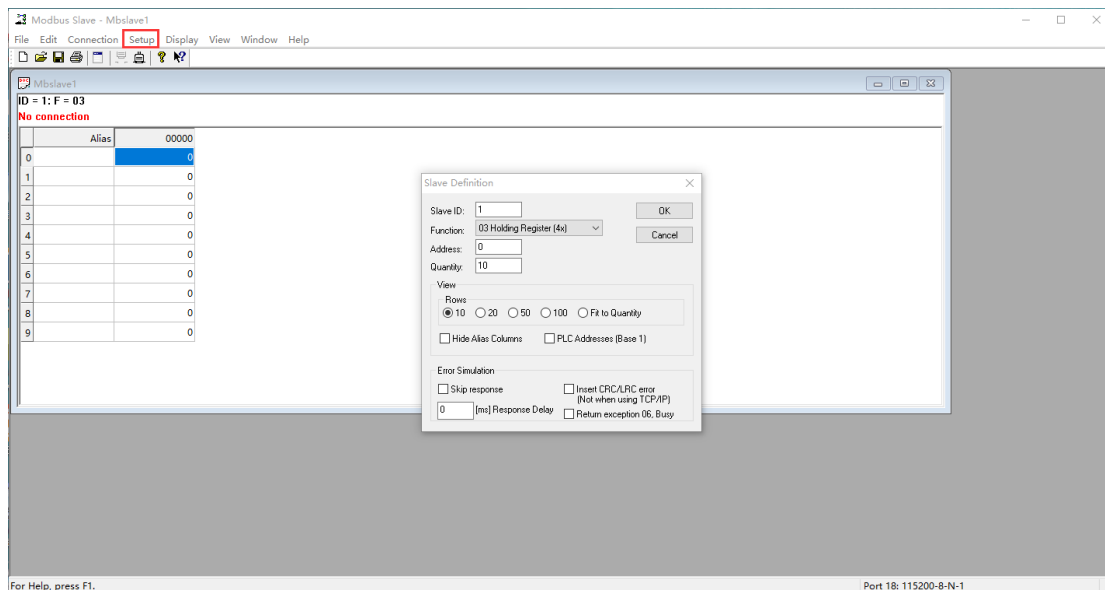 Modbus Slave - Mbslave1
File Edit Connection Setup Display View Window Help
Mbslave1
ID = 1: F = 03
No connection
Alias 00000
0 0
1 0
2 0
3 0
4 0
5 0
6 0
7 0
8 0
9 0
Slave Definition
Slave ID: 1 OK
Function: 03 Holding Register (4x) Cancel
Address: 0
Quantity: 10
View
Rows
10 20 50 100 Fit to Quantity
Hide Alias Columns PLC Addresses (Base 1)
Error Simulation
Skip response Insert CRC/LRC error
(Not when using TCP/IP)
0 [ms] Response Delay Return exception 06, Busy
For Help, press F1. Port 18: 115200-8-N-1